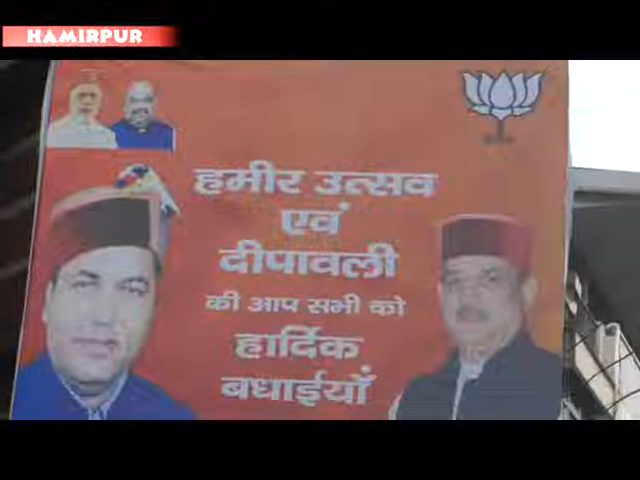 HAMIRPUR
हमीर उत्सव
एवं
दीपावली
की आप सभी को
हार्दिक
बधाईयाँ